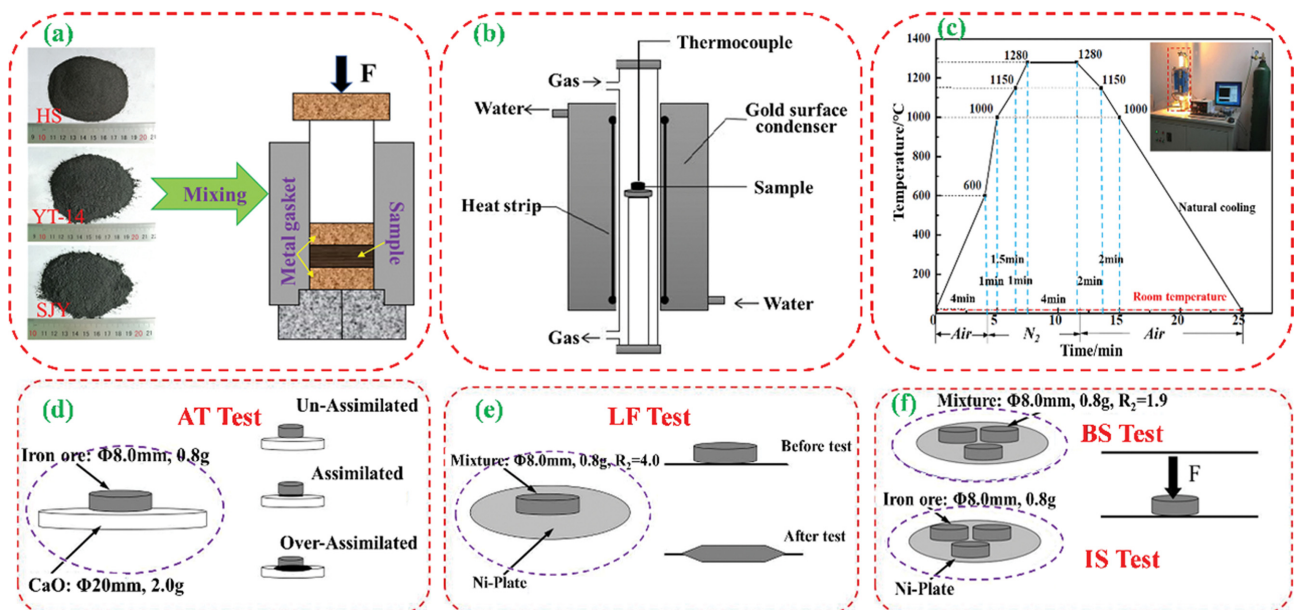 (a)
HS
YT-14
SJY
Mixing
F
Metal gasket
Sample
(b)
Thermocouple
Gas
Water
Gold surface
condenser
Sample
Heat strip
Water
Gas
(c)
Temperature/°C
1400
1200
1000
800
600
400
200
0
1280
1280
1150
1150
1000
1000
600
Natural cooling
1.5min
2min
1min
1min
2min
4min
4min
Room temperature
0
5
10
15
20
25
Air
N2
Air
Time/min
(d)
AT Test
Un-Assimilated
Iron ore: Φ8.0mm, 0.8g
Assimilated
Over-Assimilated
CaO: Φ20mm, 2.0g
(e)
LF Test
Before test
Mixture: Φ8.0mm, 0.8g, R2=4.0
After test
Ni-Plate
(f)
Mixture: Φ8.0mm, 0.8g, R2=1.9
BS Test
F
Iron ore: Φ8.0mm, 0.8g
IS Test
Ni-Plate